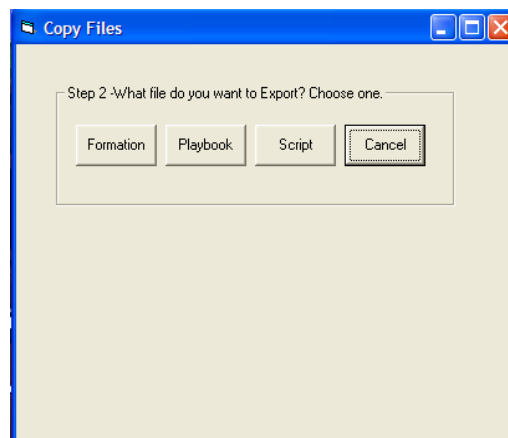 Copy Files
Step 2 -What file do you want to Export? Choose one.
Formation Playbook Script Cancel